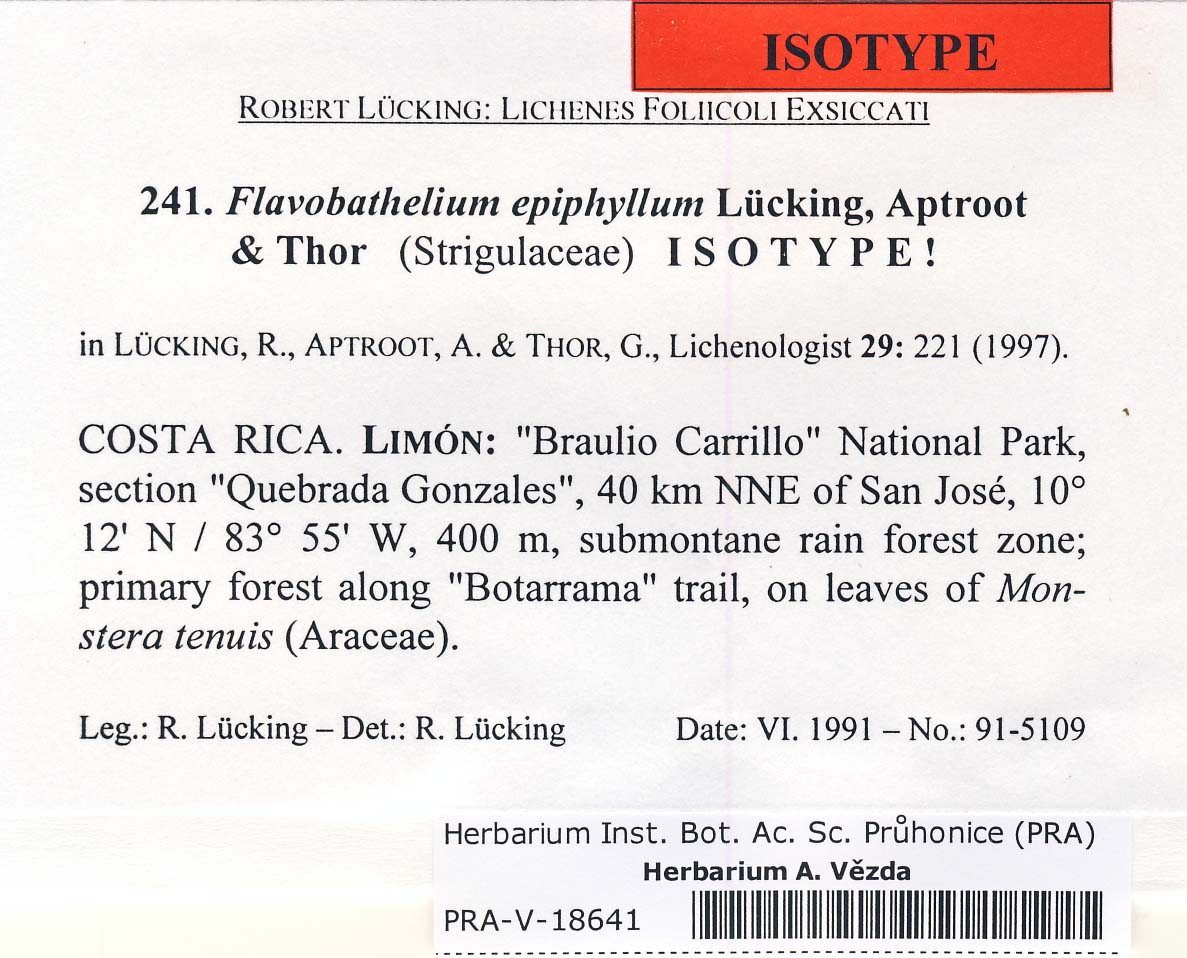 ISOTYPE
ROBERT LÜCKING: LICHENES FOLIICOLI EXSICCATI
241. Flavobathelium epiphyllum Lücking, Aptroot
& Thor (Strigulaceae) I S O T Y P E !
in LÜCKING, R., APTROOT, A. & THOR, G., Lichenologist 29: 221 (1997).
COSTA RICA. LIMÓN: "Braulio Carrillo" National Park,
section "Quebrada Gonzales", 40 km NNE of San José, 10°
12' N / 83° 55' W, 400 m, submontane rain forest zone;
primary forest along "Botarrama" trail, on leaves of Mon-
stera tenuis (Araceae).
Leg.: R. Lücking – Det.: R. Lücking Date: VI. 1991 – No.: 91-5109
Herbarium Inst. Bot. Ac. Sc. Průhonice (PRA)
Herbarium A. Vězda
PRA-V-18641